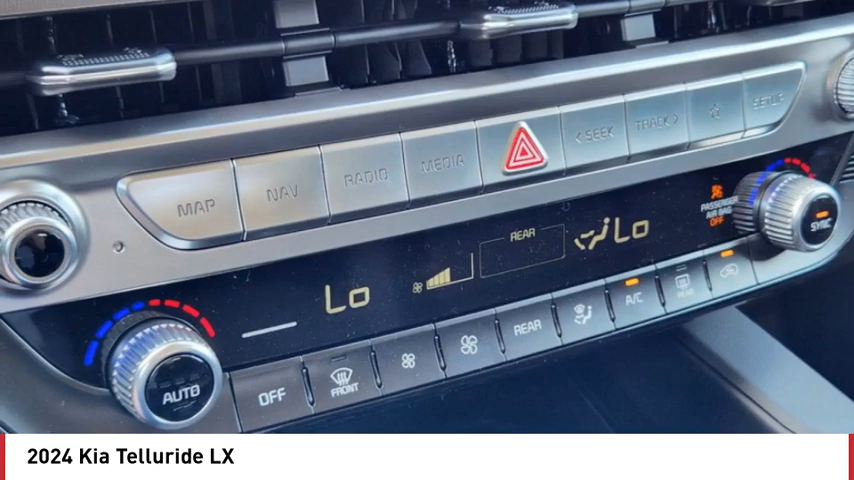 MAP NAV RADIO MEDIA < SEEK TRACK > ☆ SETUP
Lo REAR Lo
PASSENGER
AIR BAG
OFF
SYNC
AUTO OFF FRONT REAR A/C REAR
2024 Kia Telluride LX